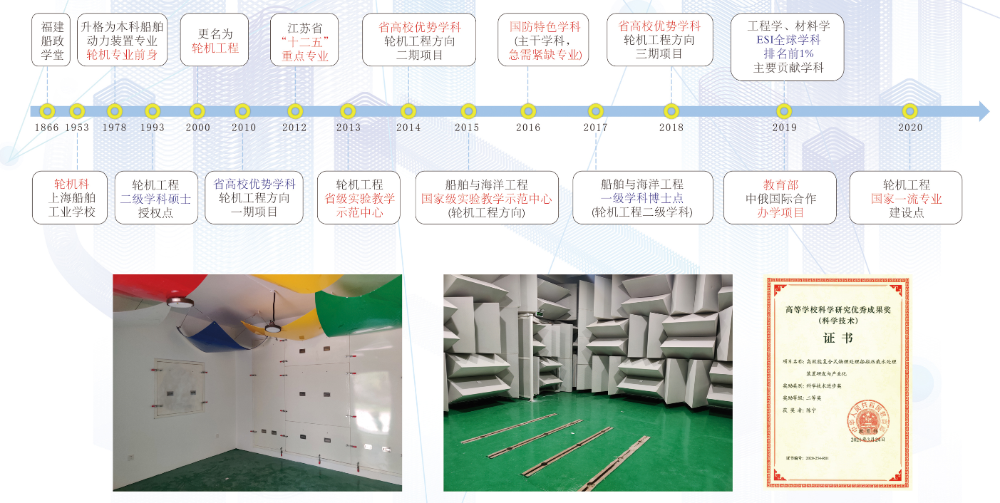 福建
船政
学堂
升格为本科船舶
动力装置专业
轮机专业前身
更名为
轮机工程
江苏省
“十二五”
重点专业
省高校优势学科
轮机工程方向
二期项目
国防特色学科
(主干学科，
急需紧缺专业)
省高校优势学科
轮机工程方向
三期项目
工程学、材料学
ESI全球学科
排名前1%
主要贡献学科
1866 1953 1978 1993 2000 2010 2012 2013 2014 2015 2016 2017 2018 2019 2020
轮机科
上海船舶
工业学校
轮机工程
二级学科硕士
授权点
省高校优势学科
轮机工程方向
一期项目
轮机工程
省级实验教学
示范中心
船舶与海洋工程
国家级实验教学示范中心
(轮机工程方向)
船舶与海洋工程
一级学科博士点
(轮机工程二级学科)
教育部
中俄国际合作
办学项目
轮机工程
国家一流专业
建设点
高等学校科学研究优秀成果奖
(科学技术)
证书
项目名称: 高效能复合式物理处理船舶压载水处理
装置研发与产业化
奖励类别: 科学技术进步奖
奖励等级: 二等奖
获奖者: 陈宁
中华人民共和国教育部
教育部
2021年3月24日
证书编号: 2020-254-R01